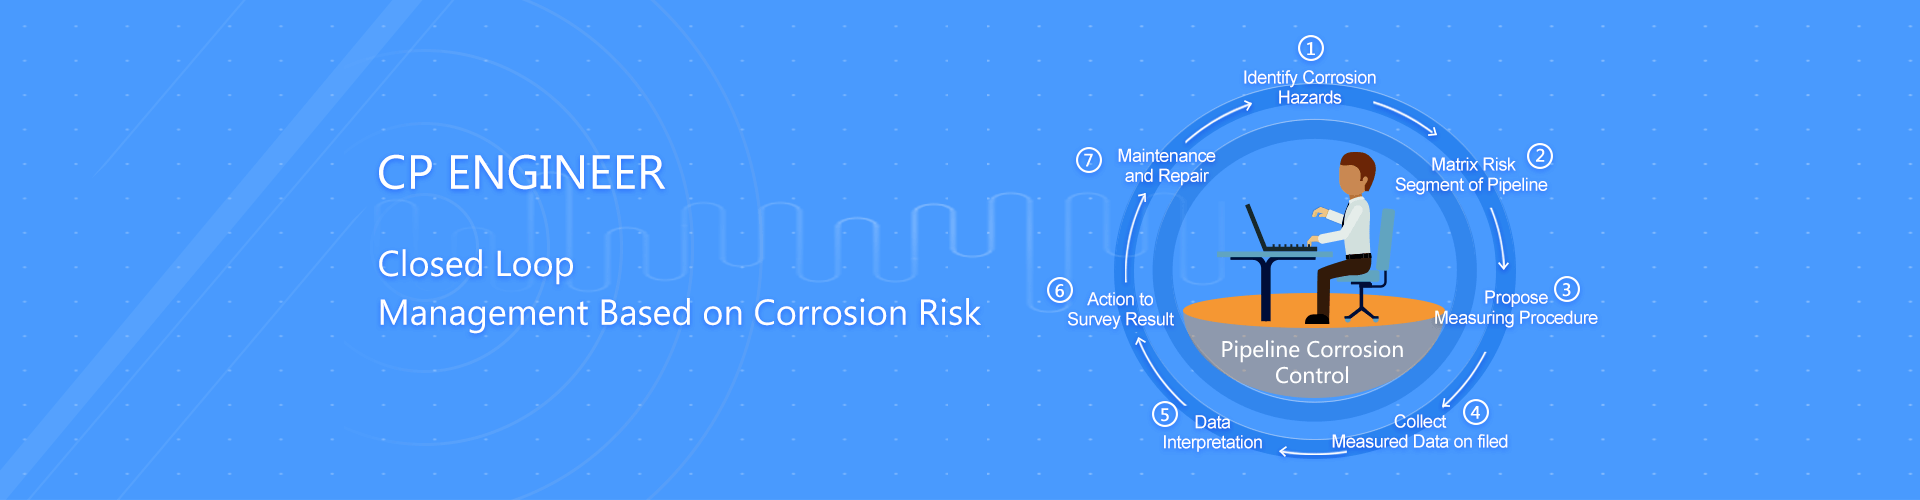 CP ENGINEER
Closed Loop
Management Based on Corrosion Risk
1
Identify Corrosion
Hazards
2
Matrix Risk
Segment of Pipeline
3
Propose
Measuring Procedure
4
Collect
Measured Data on filed
5
Data
Interpretation
6
Action to
Survey Result
7
Maintenance
and Repair
Pipeline Corrosion
Control